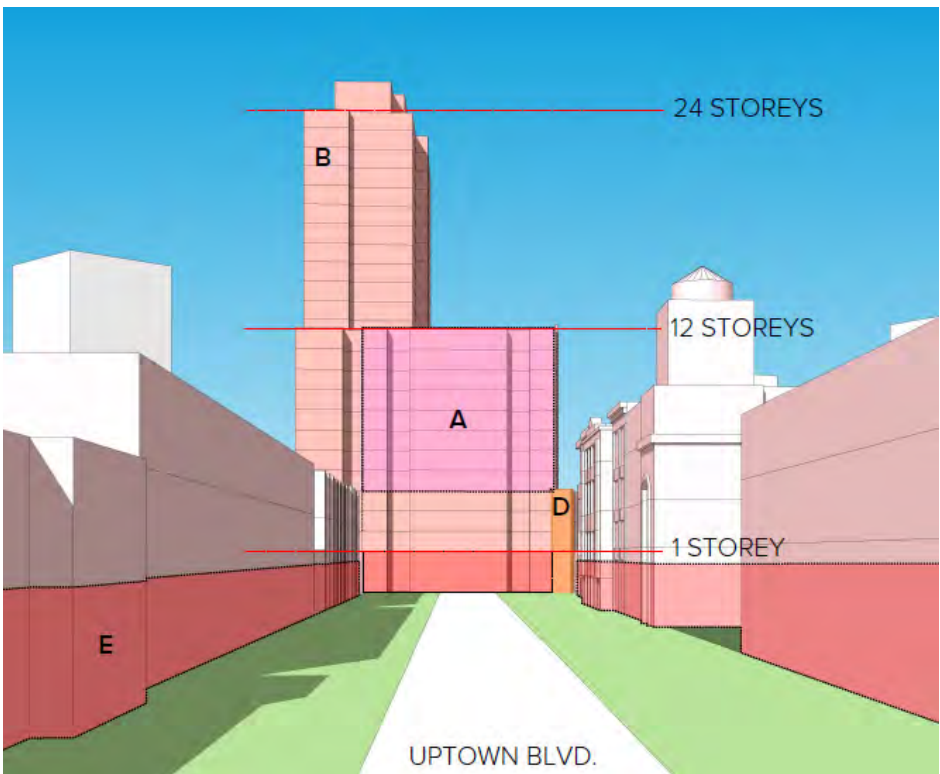 24 STOREYS
B
12 STOREYS
A
D
1 STOREY
E
UPTOWN BLVD.